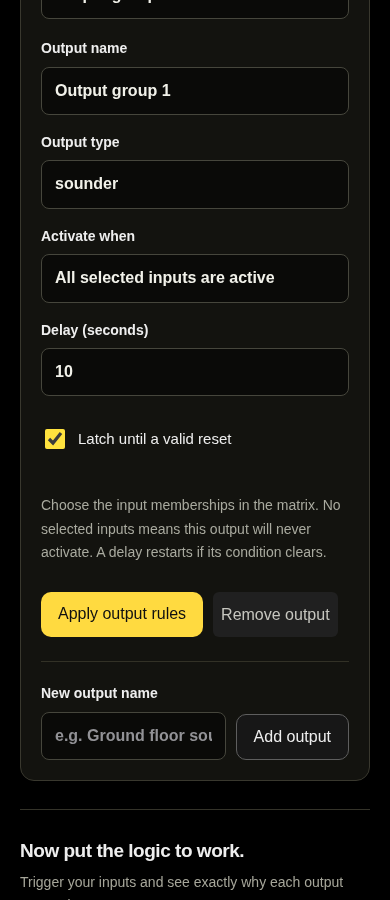 Output name
Output group 1
Output type
sounder
Activate when
All selected inputs are active
Delay (seconds)
10
Latch until a valid reset
Choose the input memberships in the matrix. No
selected inputs means this output will never
activate. A delay restarts if its condition clears.
Apply output rules
Remove output
New output name
e.g. Ground floor sou
Add output
Now put the logic to work.
Trigger your inputs and see exactly why each output